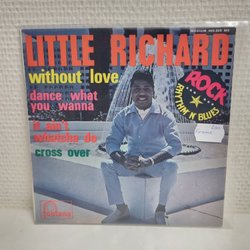 LITTLE RICHARD
without love
dance what
you wanna
it ain't
whatcha do
cross over
ROCK
RHYTHM' N' BLUES
fontana